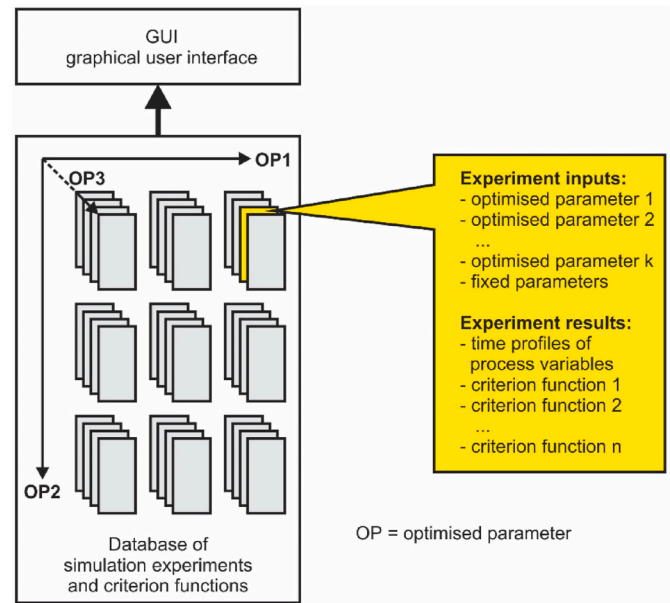 GUI
graphical user interface
OP1
OP3
OP2
Database of
simulation experiments
and criterion functions
Experiment inputs:
- optimised parameter 1
- optimised parameter 2
...
- optimised parameter k
- fixed parameters
Experiment results:
- time profiles of
process variables
- criterion function 1
- criterion function 2
...
- criterion function n
OP = optimised parameter